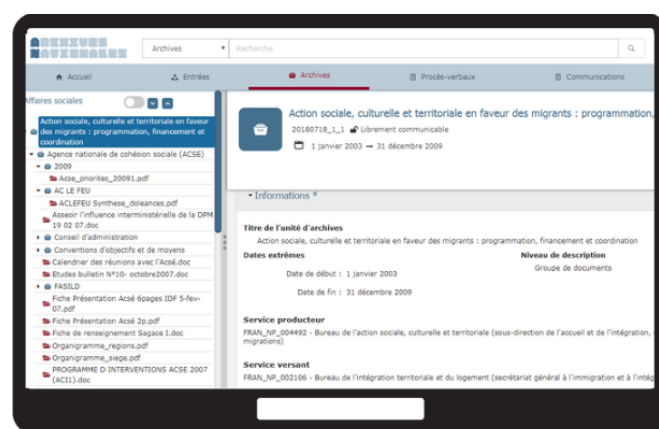 ARCHIVES
NATIONALES
Archives
Recherche
Accueil
Entrées
Archives
Procès-verbaux
Communications
ffaires sociales
Action sociale, culturelle et territoriale en faveur
des migrants : programmation, financement et
coordination
Agence nationale de cohésion sociale (ACSE)
2009
Acse_priorites_20091.pdf
AC LE FEU
ACLEFEU Synthese_doleances.pdf
Asseoir l'influence interministérielle de la DPM
19 02 07.doc
Conseil d'administration
Conventions d'objectifs et de moyens
Calendrier des réunions avec l'Acsé.doc
Etudes bulletin N°10- octobre2007.doc
FASILD
Fiche Présentation Acsé 6pages IDF 5-fev-
07.pdf
Fiche Présentation Acsé 2p.pdf
Fiche de renseignement Sagace I.doc
Organigramme_regions.pdf
Organigramme_siege.pdf
PROGRAMME D INTERVENTIONS ACSE 2007
(ACI1).doc
Action sociale, culturelle et territoriale en faveur des migrants : programmation,
20180718_1_1 Librement communicable
1 janvier 2003 → 31 décembre 2009
Informations *
Titre de l'unité d'archives
Action sociale, culturelle et territoriale en faveur des migrants : programmation, financement et coordination
Dates extrêmes
Niveau de description
Date de début : 1 janvier 2003
Groupe de documents
Date de fin : 31 décembre 2009
Service producteur
FRAN_NP_004492 - Bureau de l'action sociale, culturelle et territoriale (sous-direction de l'accueil et de l'intégration,
migrations)
Service versant
FRAN_NP_002106 - Bureau de l'intégration territoriale et du logement (secrétariat général à l'immigration et à l'intég